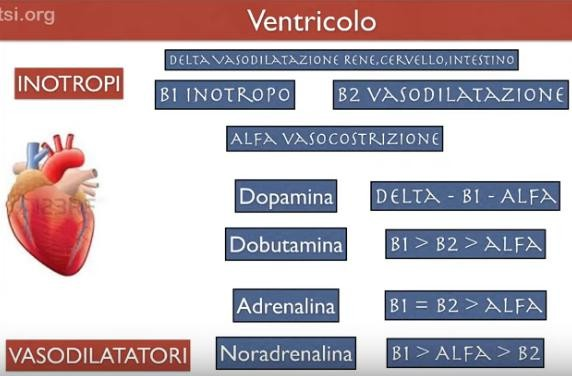 tsi.org
Ventricolo
DELTA VASODILATAZIONE RENE,CERVELLO,INTESTINO
INOTROPI
B1 INOTROPO
B2 VASODILATAZIONE
ALFA VASOCOSTRIZIONE
Dopamina
DELTA - B1 - ALFA
Dobutamina
B1 > B2 > ALFA
Adrenalina
B1 = B2 > ALFA
VASODILATATORI
Noradrenalina
B1 > ALFA > B2
123RF